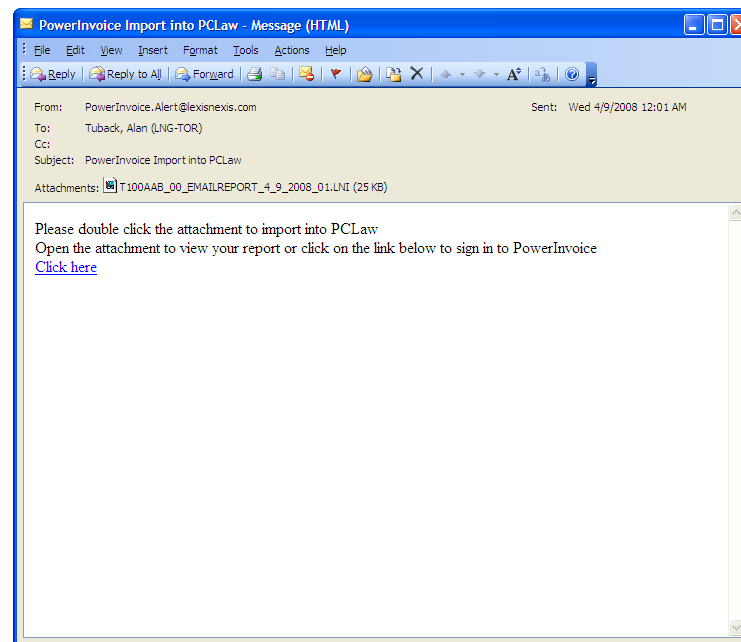 PowerInvoice Import into PCLaw - Message (HTML)
File Edit View Insert Format Tools Actions Help
Reply Reply to All Forward A
From: PowerInvoice.Alert@lexisnexis.com Sent: Wed 4/9/2008 12:01 AM
To: Tuback, Alan (LNG-TOR)
Cc:
Subject: PowerInvoice Import into PCLaw
Attachments: T100AAB_00_EMAILREPORT_4_9_2008_01.LNI (25 KB)
Please double click the attachment to import into PCLaw
Open the attachment to view your report or click on the link below to sign in to PowerInvoice
Click here